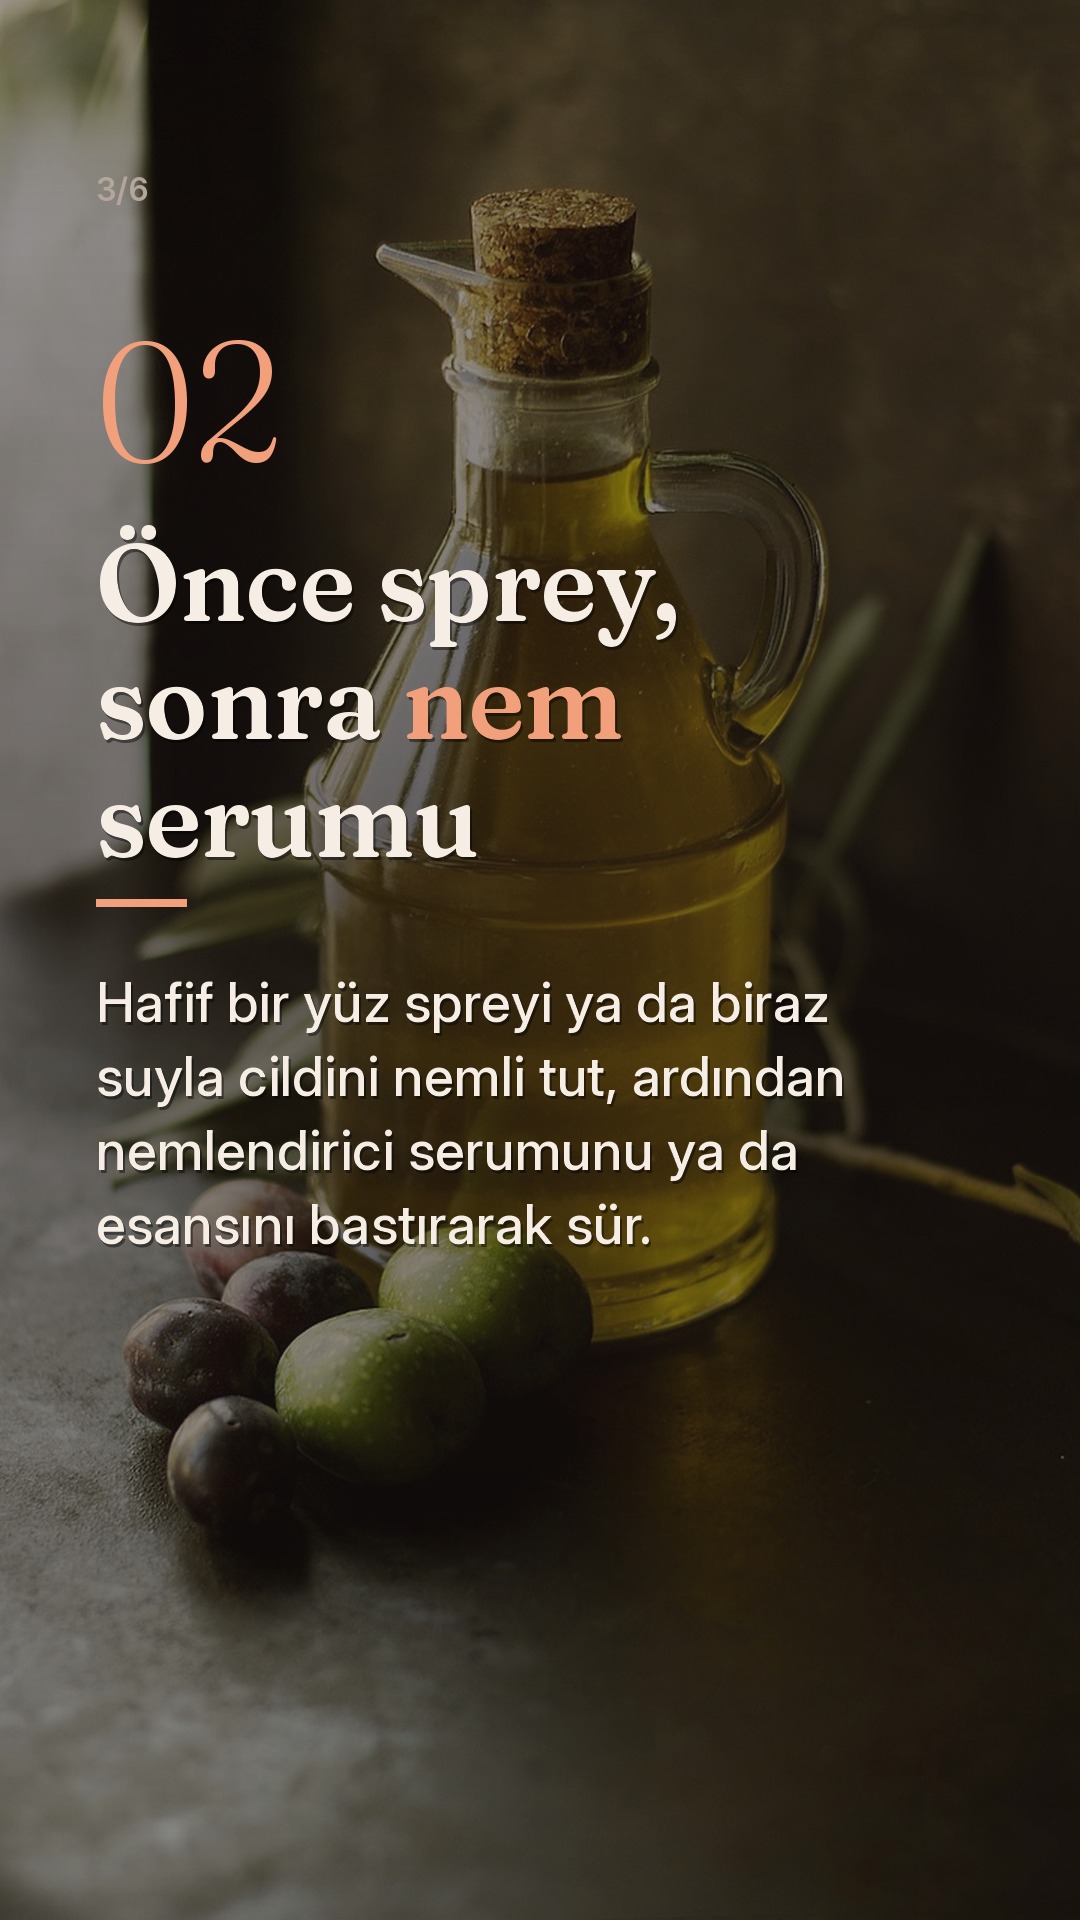 3/6
02
Önce sprey,
sonra nem
serumu
Hafif bir yüz spreyi ya da biraz
suyla cildini nemli tut, ardından
nemlendirici serumunu ya da
esansını bastırarak sür.